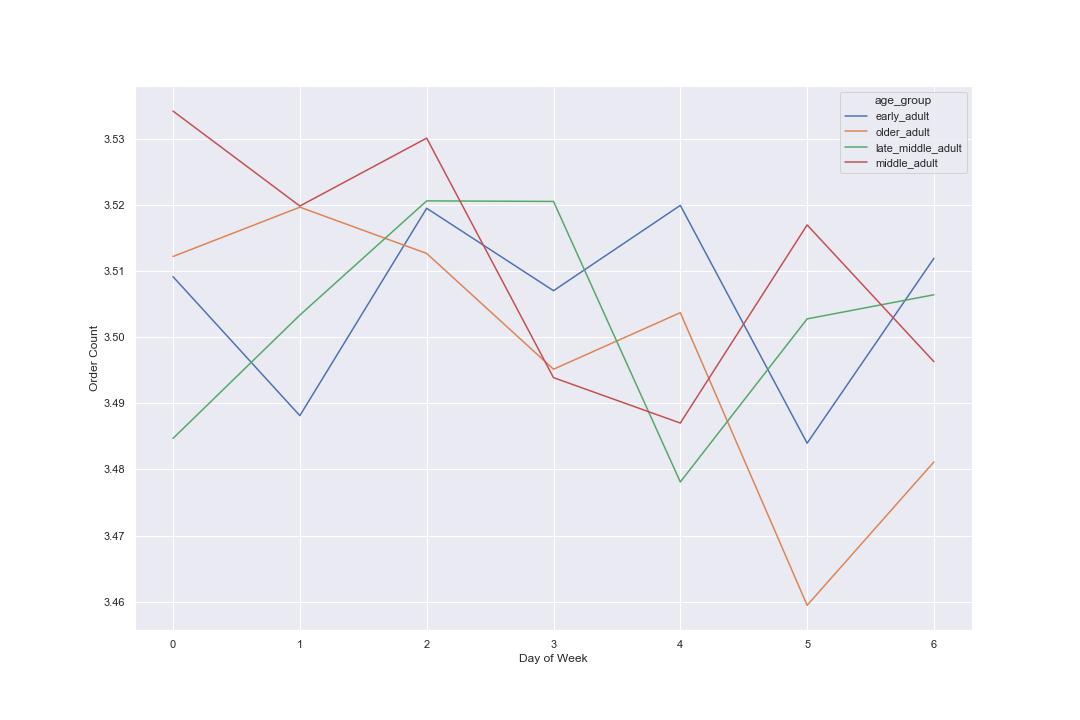 age_group
early_adult
older_adult
late_middle_adult
middle_adult
3.53
3.52
3.51
3.50
3.49
3.48
3.47
3.46
Order Count
0 1 2 3 4 5 6
Day of Week